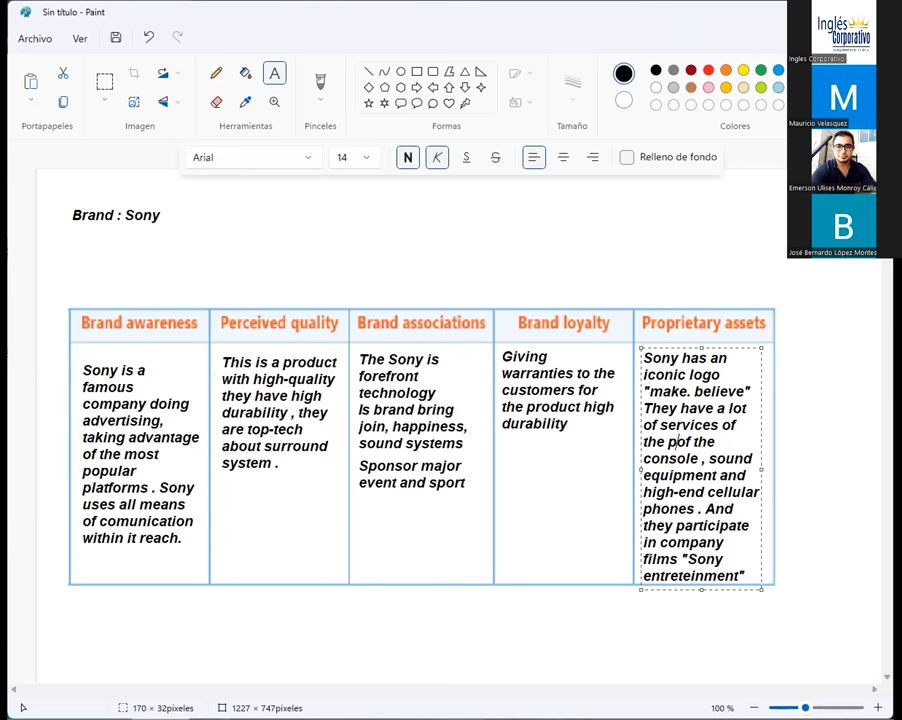 Sin título - Paint
Archivo Ver
Portapapeles
Imagen
Herramientas
Pinceles
Formas
Tamaño
Colores
Arial
14
N K S S
Relleno de fondo
Inglés
Corporativo
Ingles Corporativo
M
Mauricio Velasquez
Emerson Ulises Monroy Cálix
B
José Bernardo López Montes
Brand : Sony
Brand awareness
Sony is a
famous
company doing
advertising,
taking advantage
of the most
popular
platforms . Sony
uses all means
of comunication
within it reach.
Perceived quality
This is a product
with high-quality
they have high
durability , they
are top-tech
about surround
system .
Brand associations
The Sony is
forefront
technology
Is brand bring
join, happiness,
sound systems
Sponsor major
event and sport
Brand loyalty
Giving
warranties to the
customers for
the product high
durability
Proprietary assets
Sony has an
iconic logo
"make. believe"
They have a lot
of services of
the pof the
console , sound
equipment and
high-end cellular
phones . And
they participate
in company
films "Sony
entreteinment"
170 × 32píxeles
1227 × 747píxeles
100 %